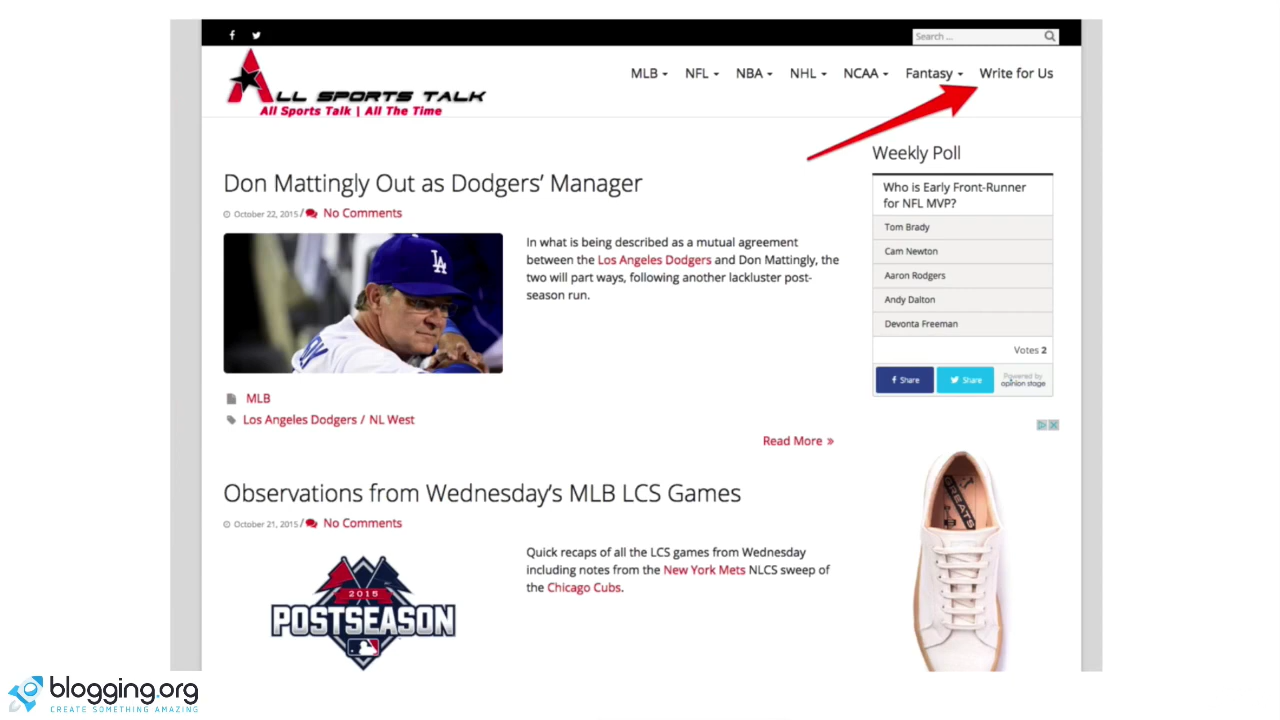 Search ...
ALL SPORTS TALK
All Sports Talk | All The Time
MLB NFL NBA NHL NCAA Fantasy Write for Us
Weekly Poll
Who is Early Front-Runner
for NFL MVP?
Tom Brady
Cam Newton
Aaron Rodgers
Andy Dalton
Devonta Freeman
Votes 2
Share
Share
Powered by
opinion stage
Don Mattingly Out as Dodgers' Manager
October 22, 2015 / No Comments
In what is being described as a mutual agreement
between the Los Angeles Dodgers and Don Mattingly, the
two will part ways, following another lackluster post-
season run.
LA
MLB
Los Angeles Dodgers / NL West
Read More »
Observations from Wednesday's MLB LCS Games
October 21, 2015 / No Comments
Quick recaps of all the LCS games from Wednesday
including notes from the New York Mets NLCS sweep of
the Chicago Cubs.
2015
POSTSEASON
GREATS
blogging.org
CREATE SOMETHING AMAZING